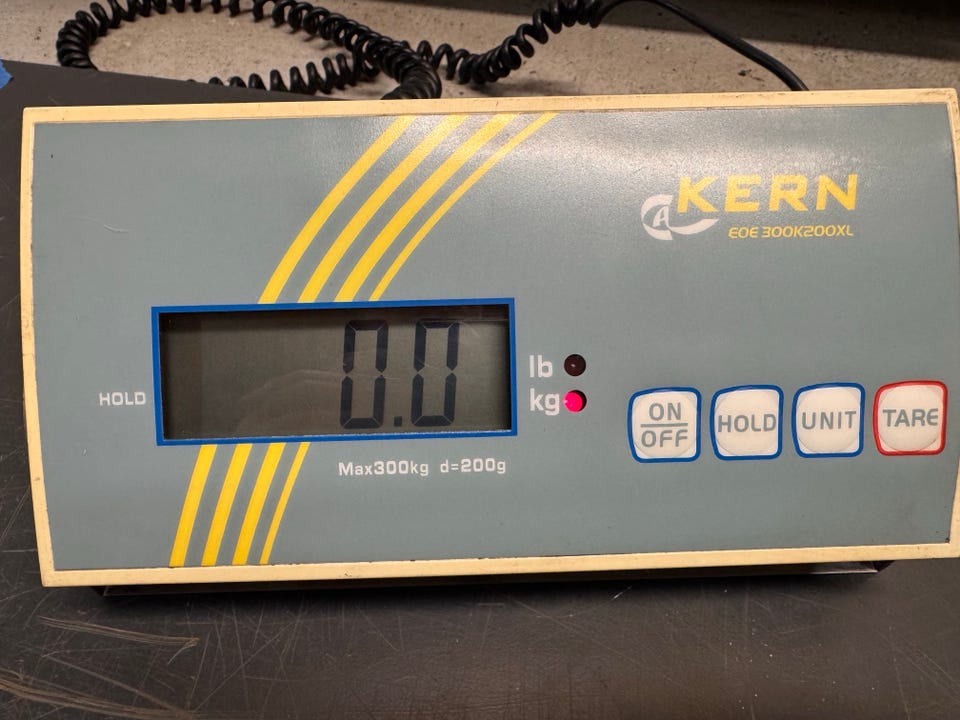 KERN
EOE 300K200XL
0.0
lb
kg
HOLD
Max300kg d=200g
ON
OFF
HOLD
UNIT
TARE